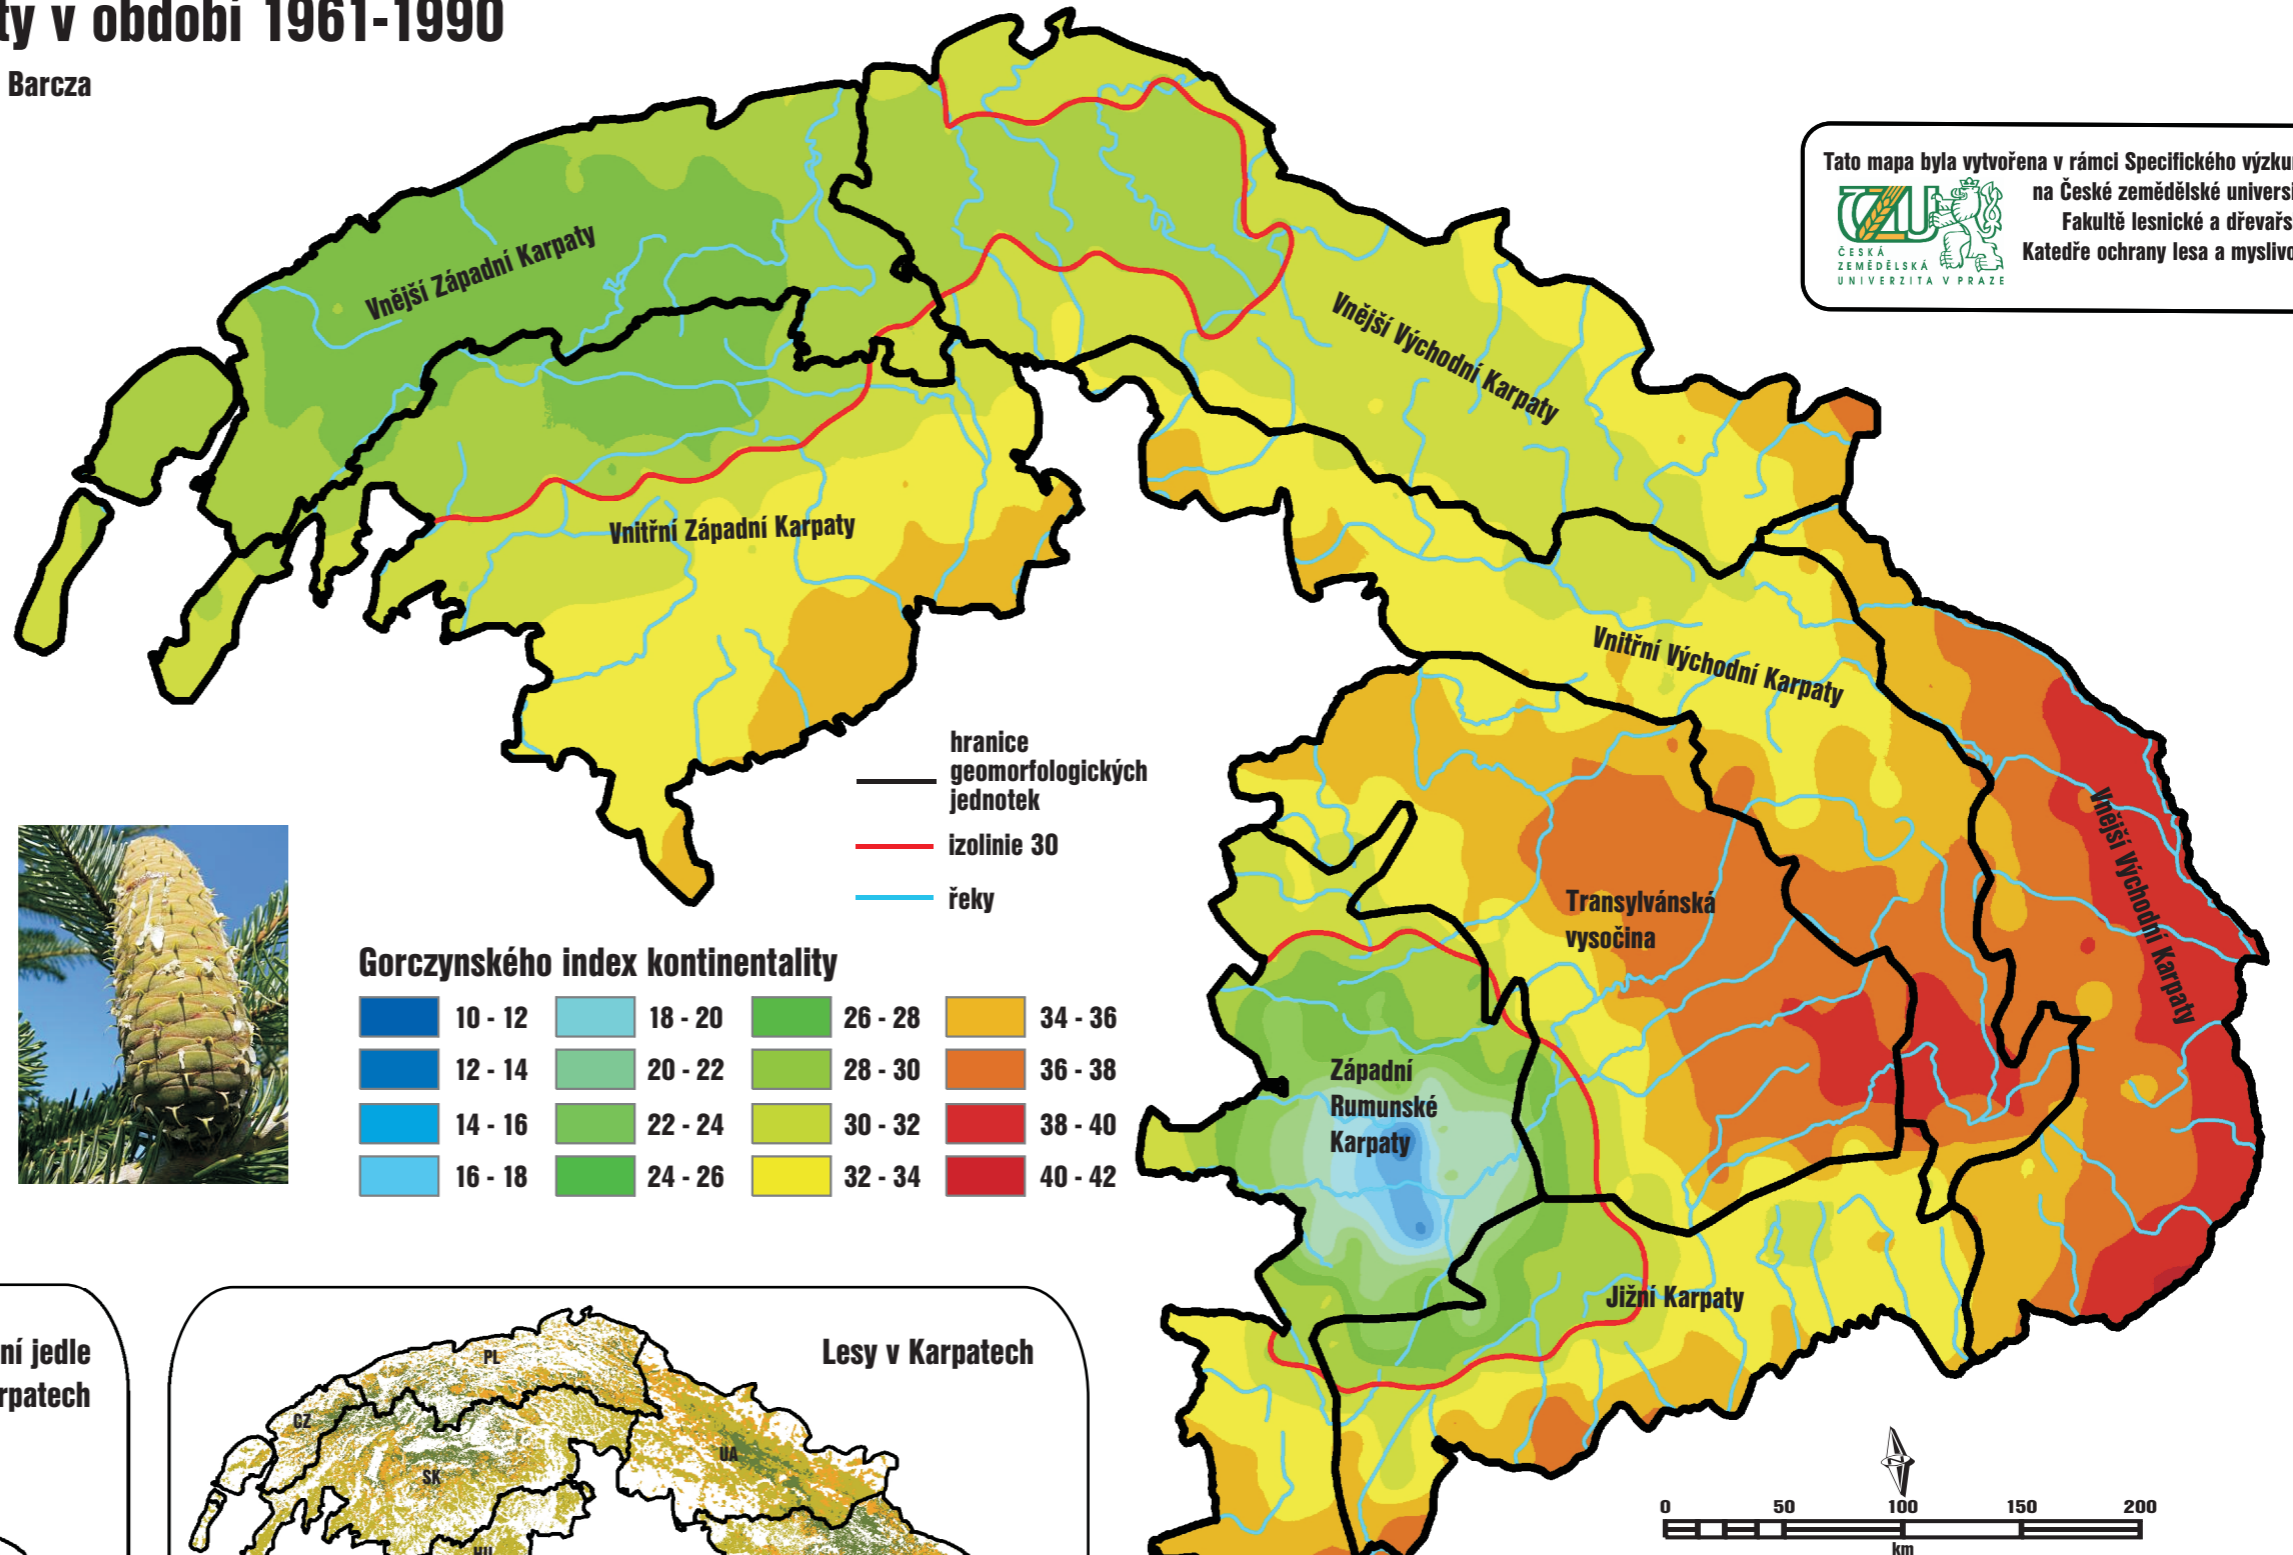 ty v období 1961-1990
Barcza
Tato mapa byla vytvořena v rámci Specifického
na České zemědělské
Fakultě lesnické a
Katedře ochrany lesa a
ČZU
ČESKÁ
ZEMĚDĚLSKÁ
UNIVERZITA V PRAZE
Vnější Západní Karpaty
Vnější Východní Karpaty
Vnitřní Západní Karpaty
Vnitřní Východní Karpaty
hranice
geomorfologických
jednotek
izolinie 30
řeky
Vnější Východní Karpaty
Transylvánská
vysočina
Západní
Rumunské
Karpaty
Jižní Karpaty
Gorczynského index kontinentality
10 - 12 18 - 20 26 - 28 34 - 36
12 - 14 20 - 22 28 - 30 36 - 38
14 - 16 22 - 24 30 - 32 38 - 40
16 - 18 24 - 26 32 - 34 40 - 42
ní jedle
rpatech
Lesy v Karpatech
PL
CZ
UA
SK
HU
0 50 100 150 200
km